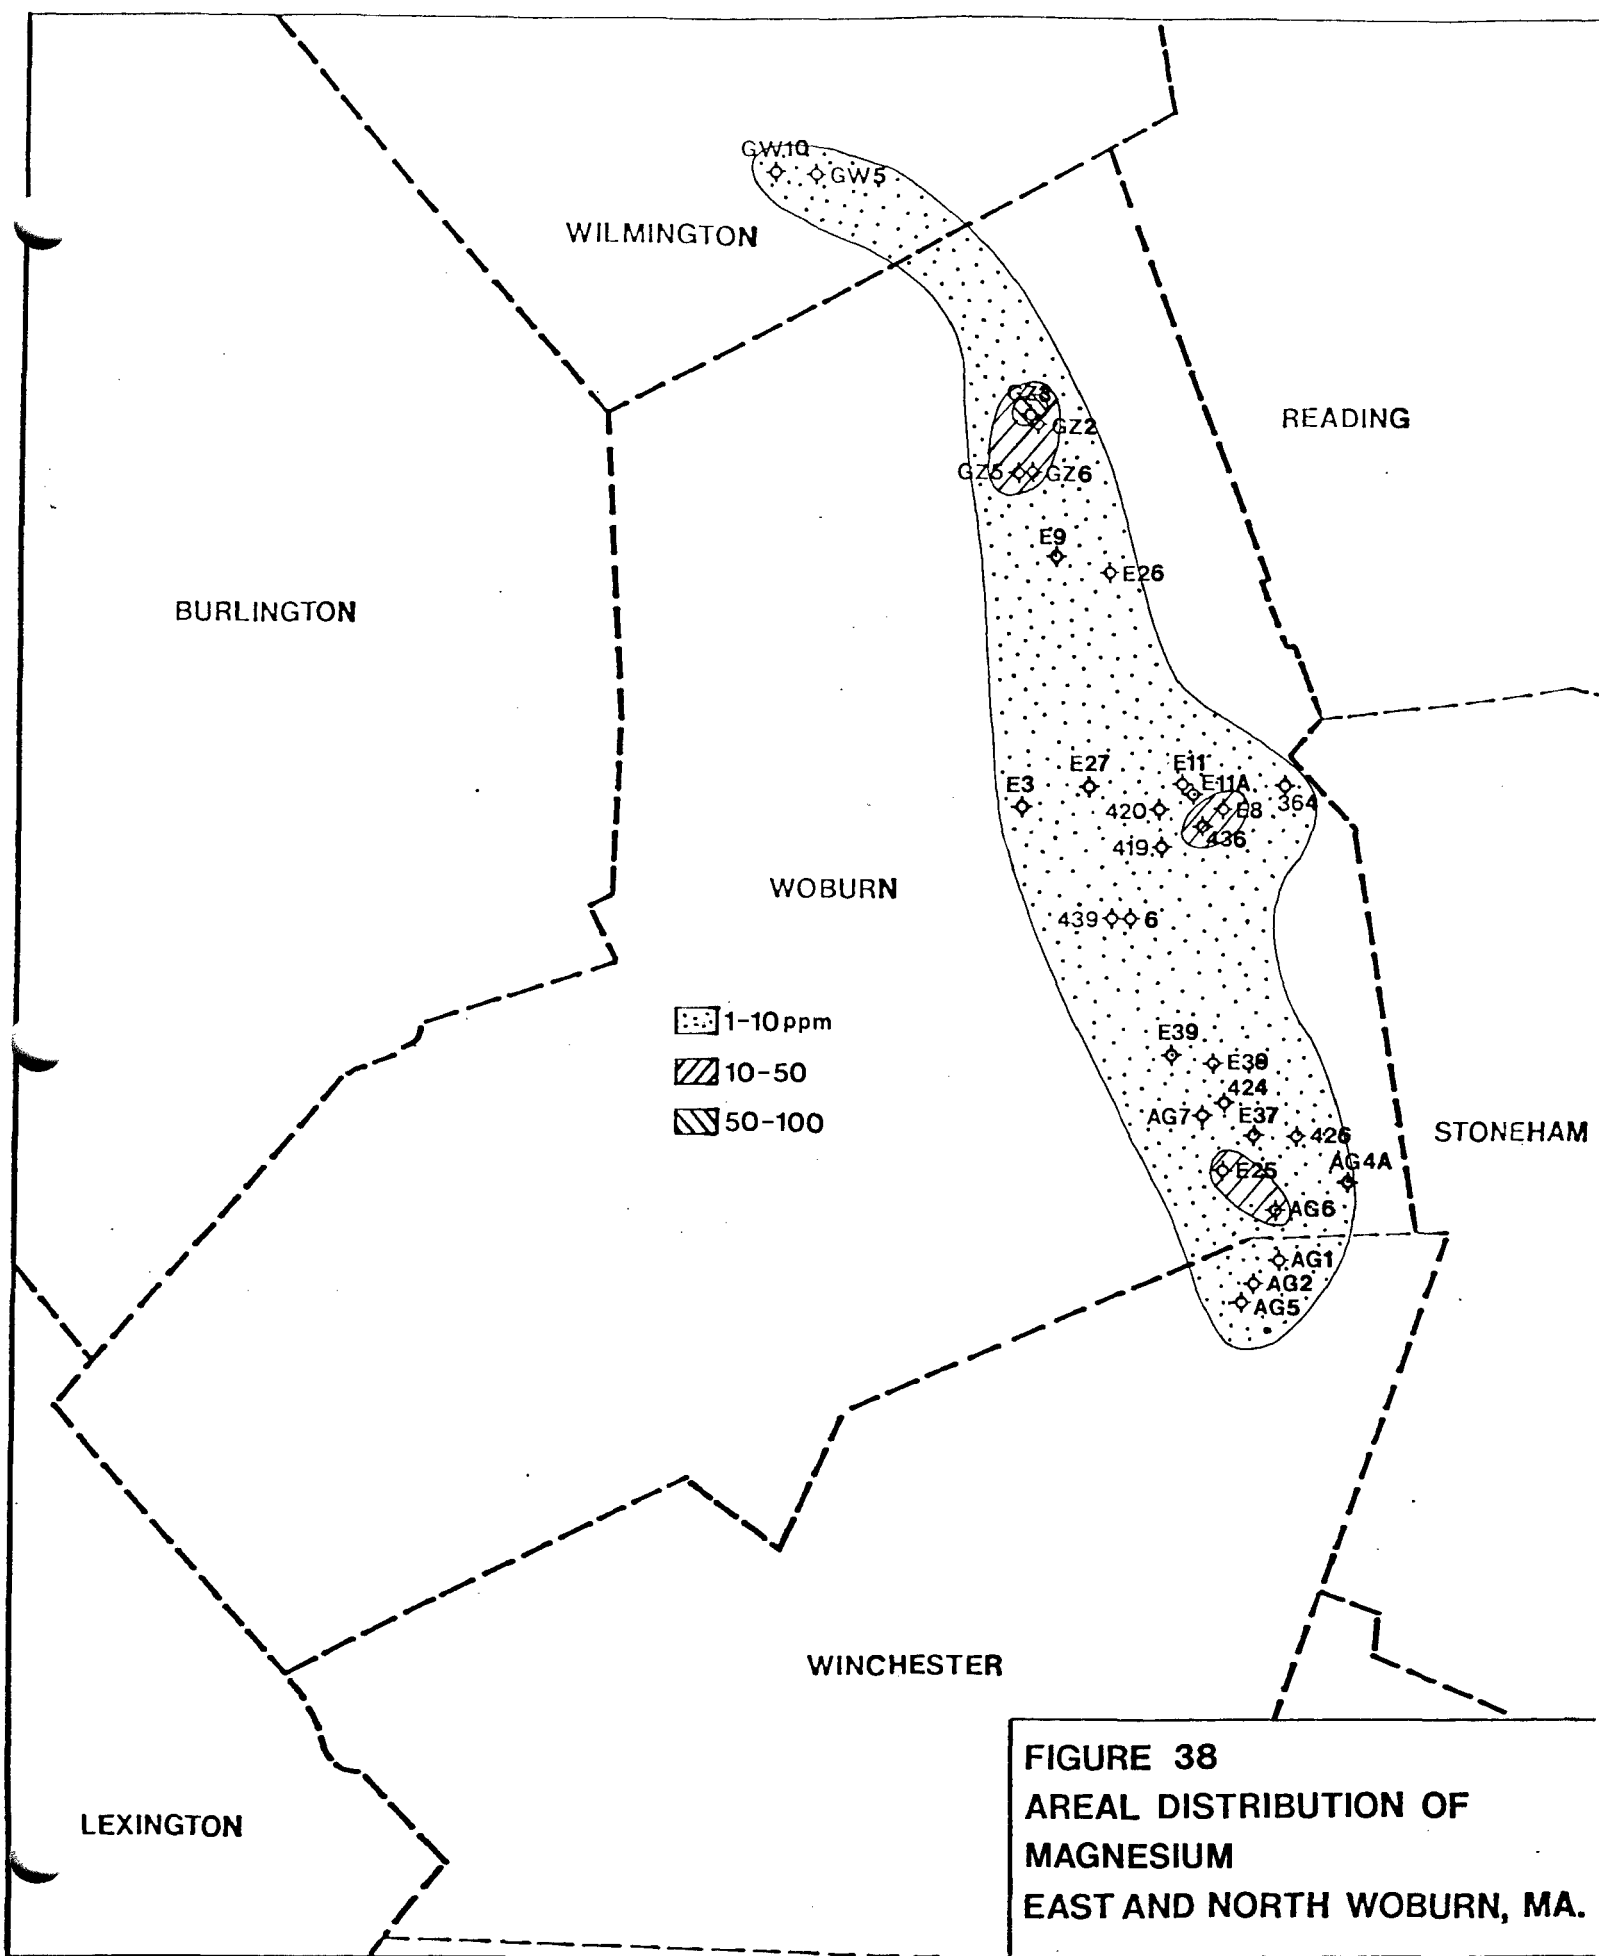 GW10
GW5
WILMINGTON
GZ3
GZ2
READING
GZ5
GZ6
E9
E26
BURLINGTON
E27
E11
E3
E11A
420
E8
364
436
419
WOBURN
439
6
1-10 ppm
E39
E38
10-50
424
AG7
E37
50-100
426
STONEHAM
AG4A
E25
AG6
AG1
AG2
AG5
WINCHESTER
FIGURE 38
AREAL DISTRIBUTION OF
MAGNESIUM
EAST AND NORTH WOBURN, MA.
LEXINGTON